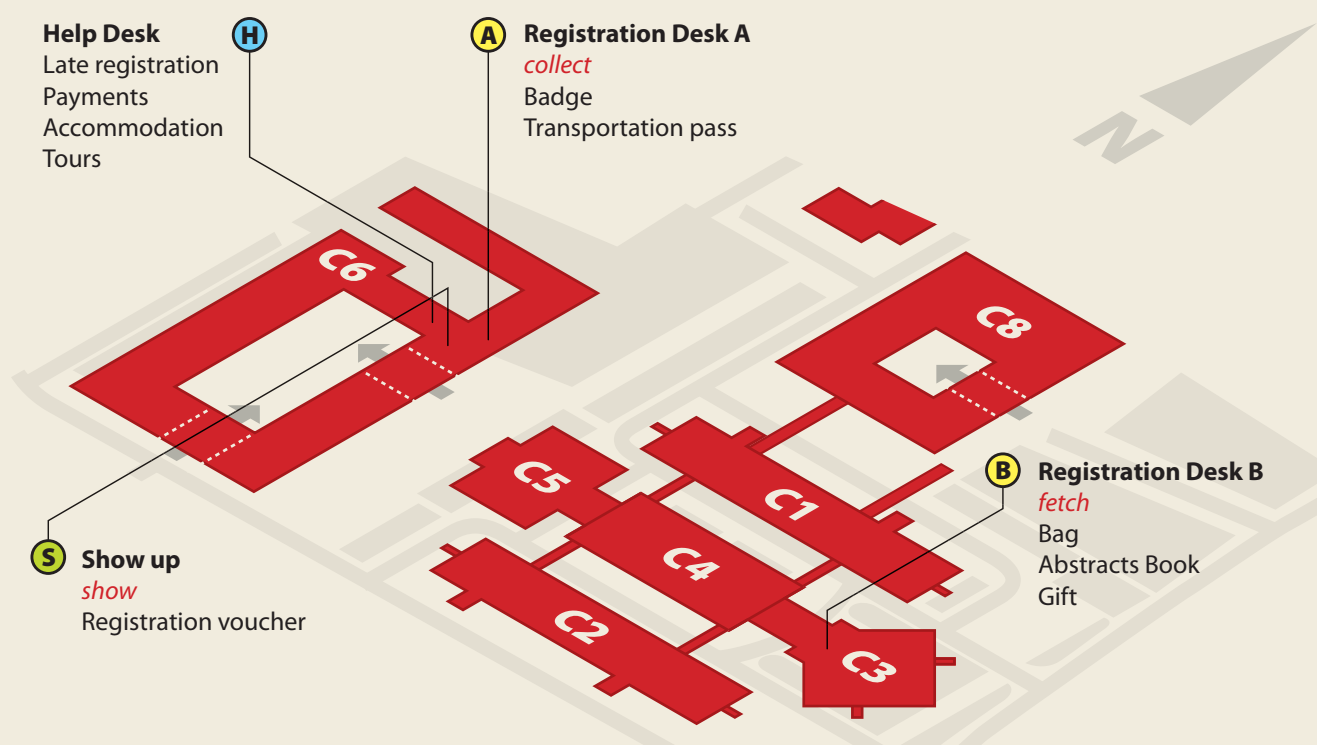 Help Desk
H
Late registration
Payments
Accommodation
Tours
A
Registration Desk A
collect
Badge
Transportation pass
N
C6
C8
C5
C1
C4
C2
C3
B
Registration Desk B
fetch
Bag
Abstracts Book
Gift
S
Show up
show
Registration voucher